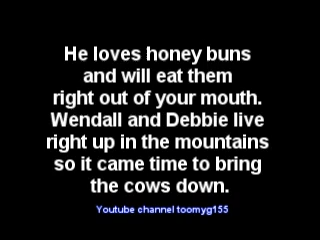 He loves honey buns
and will eat them
right out of your mouth.
Wendall and Debbie live
right up in the mountains
so it came time to bring
the cows down.
Youtube channel toomyg155